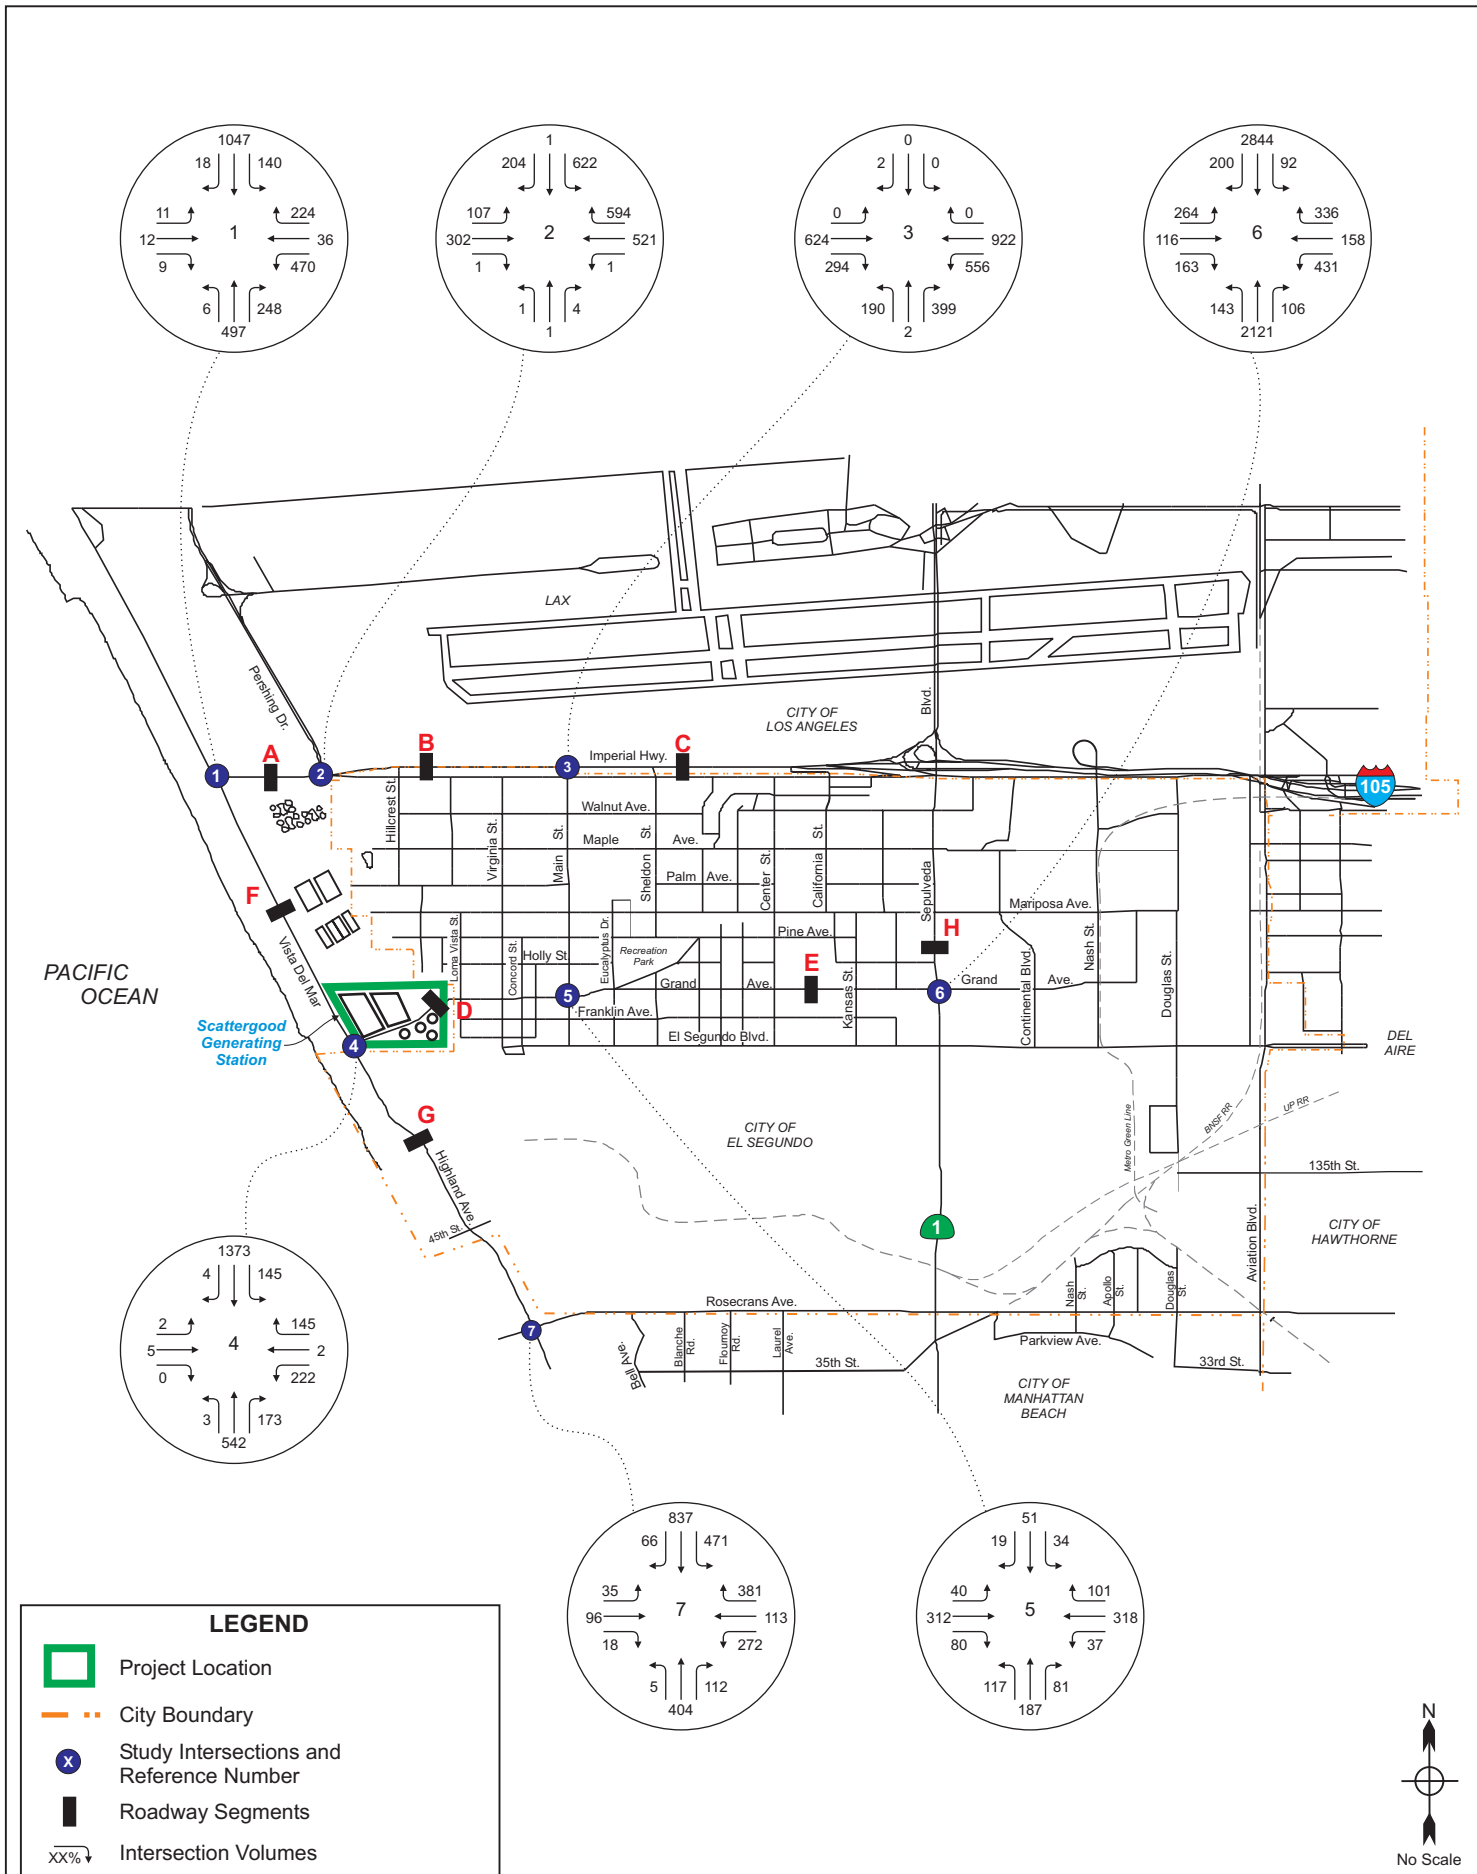 1047
18
140
11
224
12
1
36
9
470
6
248
497
1
204
622
107
594
302
2
521
1
1
1
4
1
0
2
0
0
0
624
3
922
294
556
190
399
2
2844
200
92
264
336
116
6
158
163
431
143
106
2121
LAX
Pershing Dr.
CITY OF
LOS ANGELES
Blvd.
A
B
C
Imperial Hwy.
1
2
3
105
Hillcrest St.
Walnut Ave.
Virginia St.
Main St.
Maple Ave.
Sheldon St.
Palm Ave.
Center St.
California St.
Sepulveda
Mariposa Ave.
F
Vista Del Mar
Loma Vista St.
Concord St.
Holly St.
Eucalyptus Dr.
Recreation
Park
Pine Ave.
H
E
Nash St.
Douglas St.
Continental Blvd.
PACIFIC
OCEAN
Grand Ave.
Kansas St.
Grand Ave.
5
6
D
Franklin Ave.
El Segundo Blvd.
Scattergood
Generating
Station
4
DEL
AIRE
G
Highland Ave.
CITY OF
EL SEGUNDO
Metro Green Line
BNSF RR
UP RR
135th St.
45th St.
1
Aviation Blvd.
CITY OF
HAWTHORNE
Rosecrans Ave.
Nash
St.
Apollo
St.
Douglas
St.
7
Bell Ave.
Blanche
Rd.
Flournoy
Rd.
Laurel
Ave.
35th St.
Parkview Ave.
33rd St.
CITY OF
MANHATTAN
BEACH
1373
4
145
2
145
5
4
2
0
222
3
173
542
837
66
471
35
381
96
7
113
18
272
5
112
404
51
19
34
40
101
312
5
318
80
37
117
81
187
LEGEND
Project Location
City Boundary
X
Study Intersections and
Reference Number
Roadway Segments
XX%
Intersection Volumes
N
No Scale